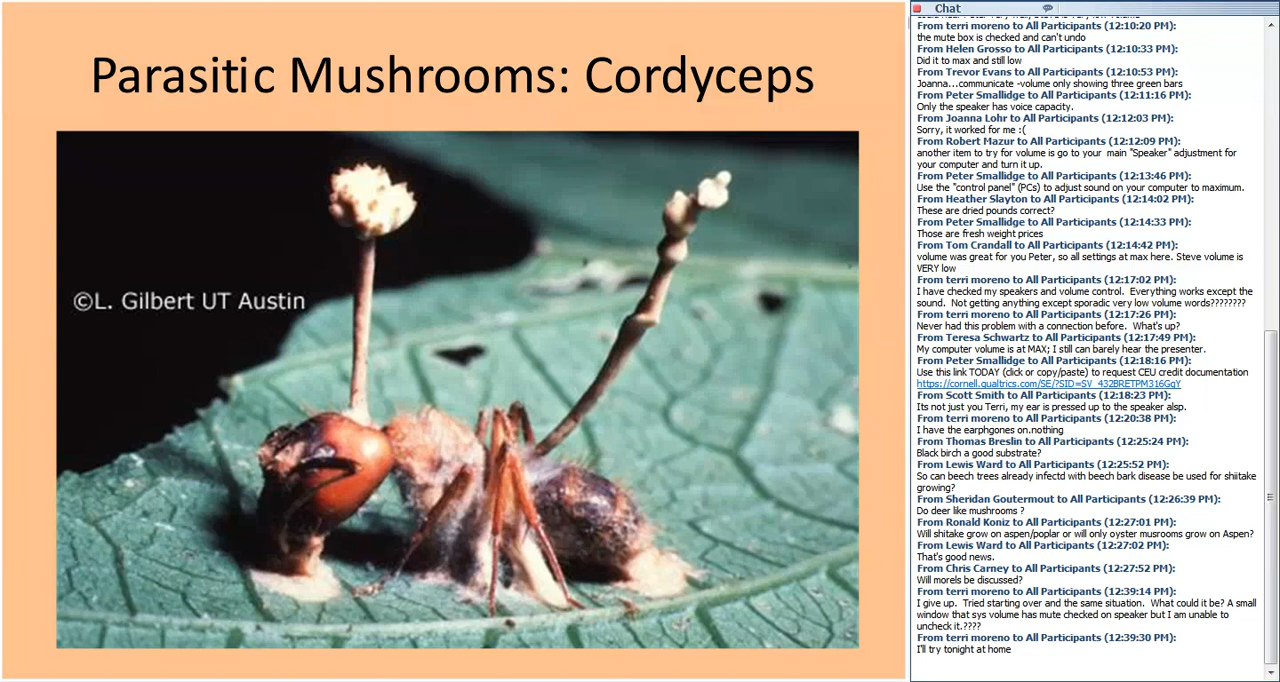 Parasitic Mushrooms: Cordyceps
©L. Gilbert UT Austin
Chat
From terri moreno to All Participants (12:10:20 PM):
the mute box is checked and can't undo
From Helen Grosso to All Participants (12:10:33 PM):
Did it to max and still low
From Trevor Evans to All Participants (12:10:53 PM):
Joanna...communicate -volume only showing three green bars
From Peter Smallidge to All Participants (12:11:16 PM):
Only the speaker has voice capacity.
From Joanna Lohr to All Participants (12:12:03 PM):
Sorry, it worked for me :(
From Robert Mazur to All Participants (12:12:09 PM):
another item to try for volume is go to your  main "Speaker" adjustment for
your computer and turn it up.
From Peter Smallidge to All Participants (12:13:46 PM):
Use the "control panel" (PCs) to adjust sound on your computer to maximum.
From Heather Slayton to All Participants (12:14:02 PM):
These are dried pounds correct?
From Peter Smallidge to All Participants (12:14:33 PM):
Those are fresh weight prices
From Tom Crandall to All Participants (12:14:42 PM):
volume was great for you Peter, so all settings at max here. Steve volume is
VERY low
From terri moreno to All Participants (12:17:02 PM):
I have checked my speakers and volume control.  Everything works except the
sound.  Not getting anything except sporadic very low volume words????????
From terri moreno to All Participants (12:17:26 PM):
Never had this problem with a connection before.  What's up?
From Teresa Schwartz to All Participants (12:17:49 PM):
My computer volume is at MAX; I still can barely hear the presenter.
From Peter Smallidge to All Participants (12:18:16 PM):
Use this link TODAY (click or copy/paste) to request CEU credit documentation
https://cornell.qualtrics.com/SE/?SID=SV_432BRETPM316GqY
From Scott Smith to All Participants (12:18:23 PM):
Its not just you Terri, my ear is pressed up to the speaker alsp.
From terri moreno to All Participants (12:20:38 PM):
I have the earphgones on.nothing
From Thomas Breslin to All Participants (12:25:24 PM):
Black birch a good substrate?
From Lewis Ward to All Participants (12:25:52 PM):
So can beech trees already infectd with beech bark disease be used for shiitake
growing?
From Sheridan Goutermout to All Participants (12:26:39 PM):
Do deer like mushrooms ?
From Ronald Koniz to All Participants (12:27:01 PM):
Will shitake grow on aspen/poplar or will only oyster musrooms grow on Aspen?
From Lewis Ward to All Participants (12:27:02 PM):
That's good news.
From Chris Carney to All Participants (12:27:52 PM):
Will morels be discussed?
From terri moreno to All Participants (12:39:14 PM):
I give up.  Tried starting over and the same situation.  What could it be? A small
window that sys volume has mute checked on speaker but I am unable to
uncheck it.????
From terri moreno to All Participants (12:39:30 PM):
I'll try tonight at home